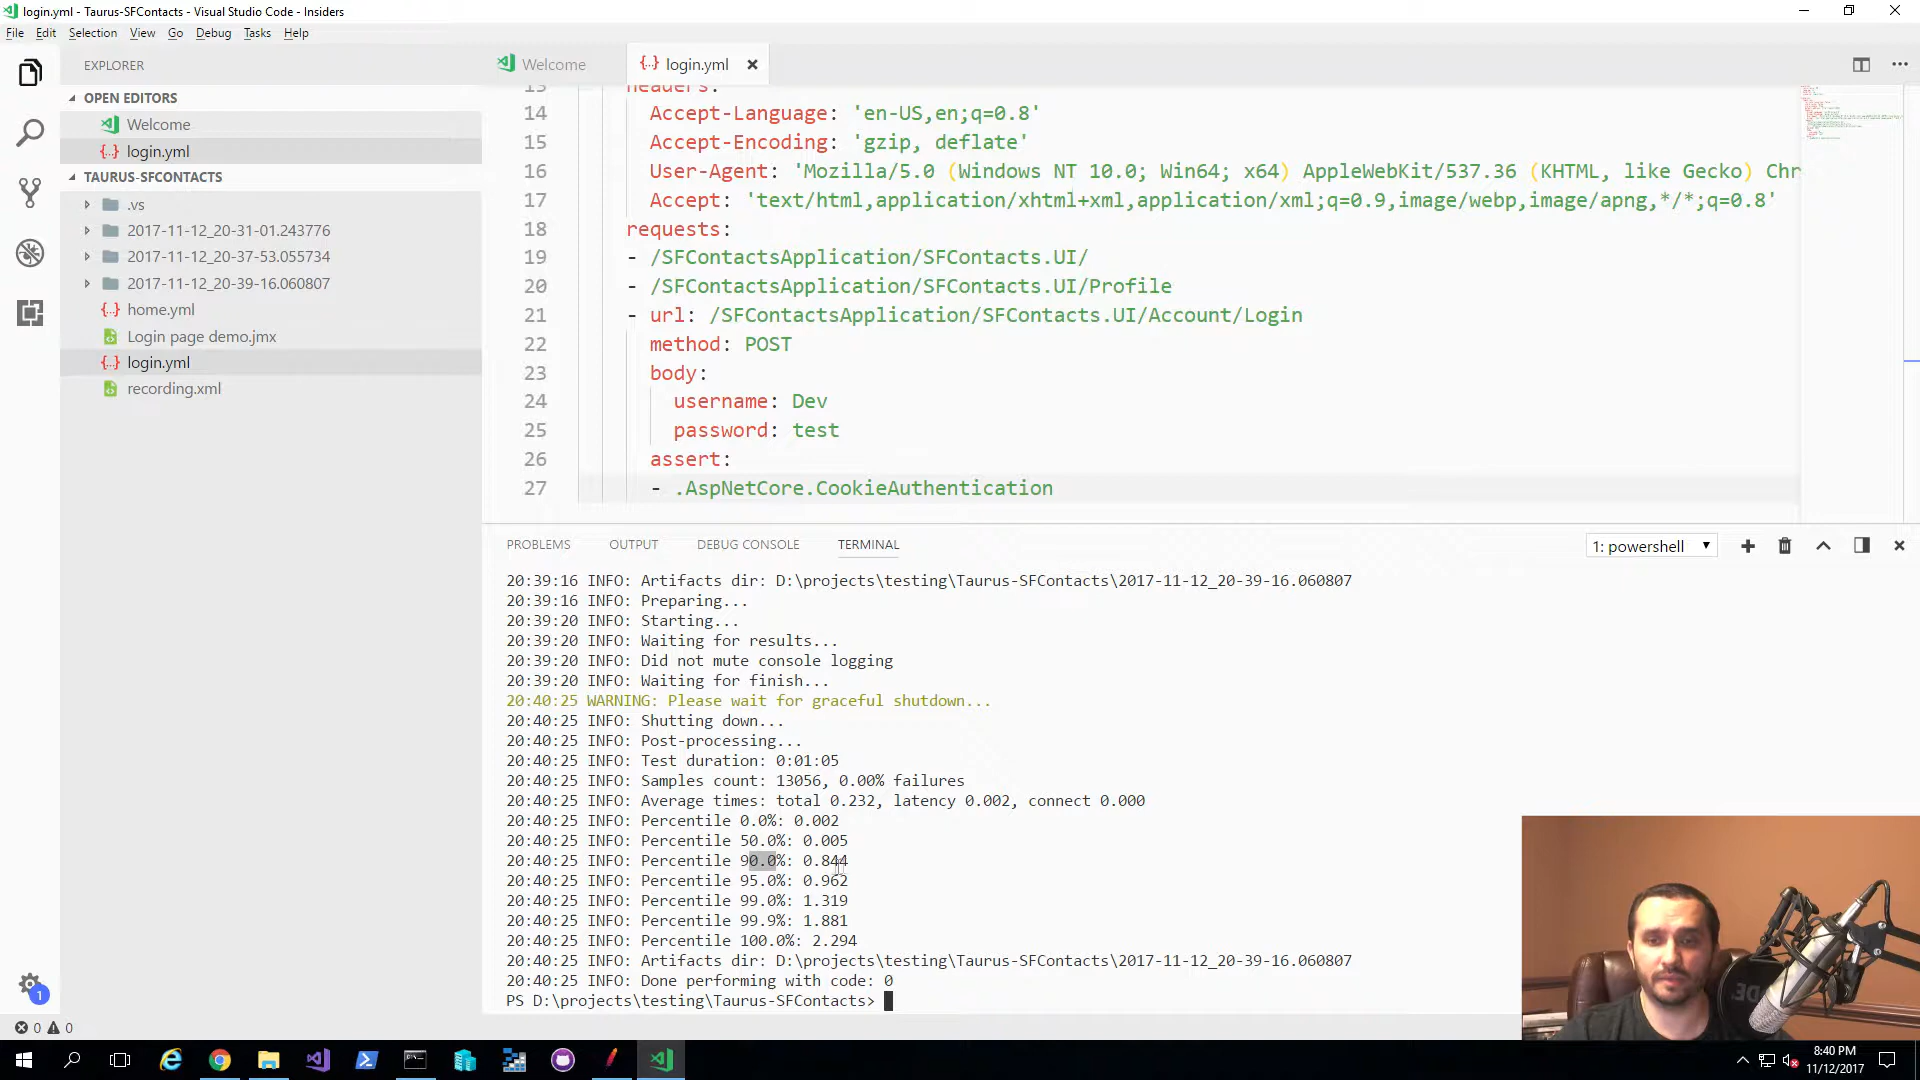 login.yml - Taurus-SFContacts - Visual Studio Code - Insiders
File Edit Selection View Go Debug Tasks Help
EXPLORER
OPEN EDITORS
Welcome
login.yml
TAURUS-SFCONTACTS
.vs
2017-11-12_20-31-01.243776
2017-11-12_20-37-53.055734
2017-11-12_20-39-16.060807
home.yml
Login page demo.jmx
login.yml
recording.xml
1
Welcome
login.yml
13 headers:
14 Accept-Language: 'en-US,en;q=0.8'
15 Accept-Encoding: 'gzip, deflate'
16 User-Agent: 'Mozilla/5.0 (Windows NT 10.0; Win64; x64) AppleWebKit/537.36 (KHTML, like Gecko) Chr
17 Accept: 'text/html,application/xhtml+xml,application/xml;q=0.9,image/webp,image/apng,*/*;q=0.8'
18 requests:
19 - /SFContactsApplication/SFContacts.UI/
20 - /SFContactsApplication/SFContacts.UI/Profile
21 - url: /SFContactsApplication/SFContacts.UI/Account/Login
22 method: POST
23 body:
24 username: Dev
25 password: test
26 assert:
27 - .AspNetCore.CookieAuthentication
PROBLEMS OUTPUT DEBUG CONSOLE TERMINAL 1: powershell
20:39:16 INFO: Artifacts dir: D:\projects\testing\Taurus-SFContacts\2017-11-12_20-39-16.060807
20:39:16 INFO: Preparing...
20:39:20 INFO: Starting...
20:39:20 INFO: Waiting for results...
20:39:20 INFO: Did not mute console logging
20:39:20 INFO: Waiting for finish...
20:40:25 WARNING: Please wait for graceful shutdown...
20:40:25 INFO: Shutting down...
20:40:25 INFO: Post-processing...
20:40:25 INFO: Test duration: 0:01:05
20:40:25 INFO: Samples count: 13056, 0.00% failures
20:40:25 INFO: Average times: total 0.232, latency 0.002, connect 0.000
20:40:25 INFO: Percentile 0.0%: 0.002
20:40:25 INFO: Percentile 50.0%: 0.005
20:40:25 INFO: Percentile 90.0%: 0.844
20:40:25 INFO: Percentile 95.0%: 0.962
20:40:25 INFO: Percentile 99.0%: 1.319
20:40:25 INFO: Percentile 99.9%: 1.881
20:40:25 INFO: Percentile 100.0%: 2.294
20:40:25 INFO: Artifacts dir: D:\projects\testing\Taurus-SFContacts\2017-11-12_20-39-16.060807
20:40:25 INFO: Done performing with code: 0
PS D:\projects\testing\Taurus-SFContacts>
0 0
8:40 PM
11/12/2017